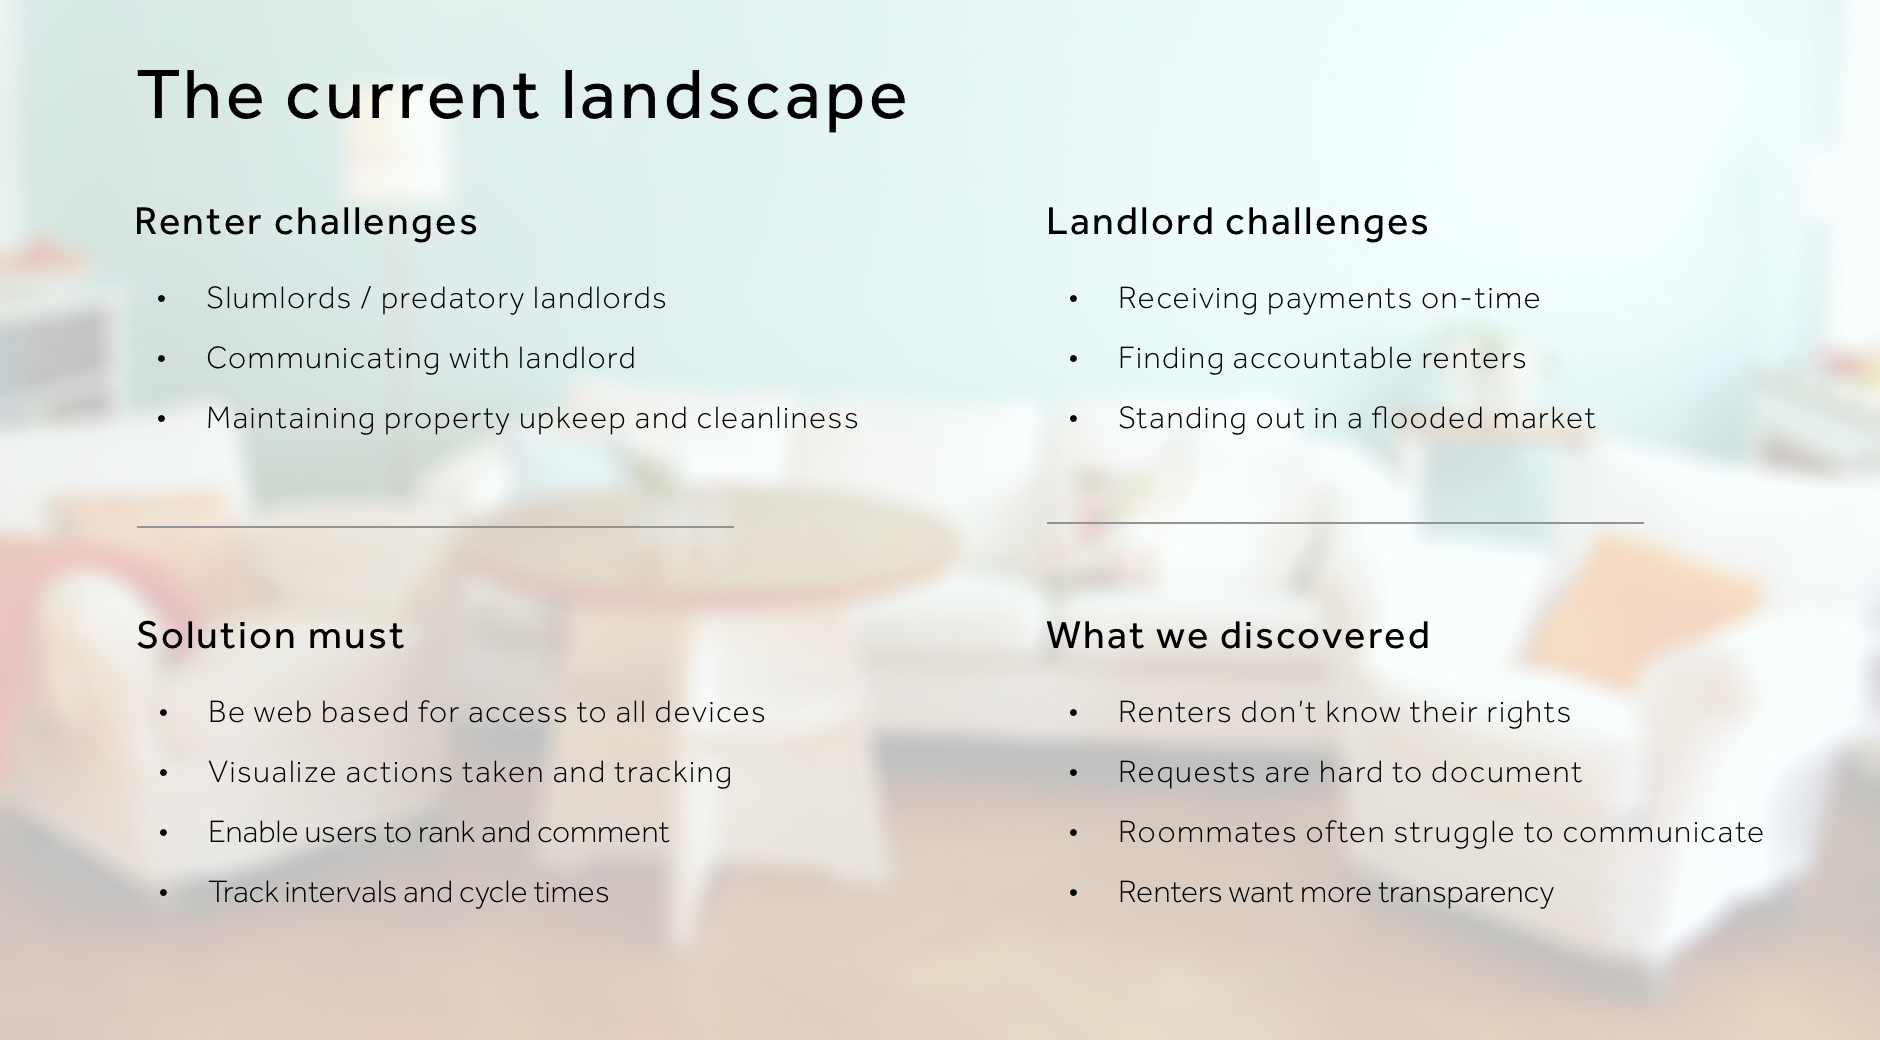 The current landscape
Renter challenges
• Slumlords / predatory landlords
• Communicating with landlord
• Maintaining property upkeep and cleanliness
Landlord challenges
• Receiving payments on-time
• Finding accountable renters
• Standing out in a flooded market
Solution must
• Be web based for access to all devices
• Visualize actions taken and tracking
• Enable users to rank and comment
• Track intervals and cycle times
What we discovered
• Renters don't know their rights
• Requests are hard to document
• Roommates often struggle to communicate
• Renters want more transparency